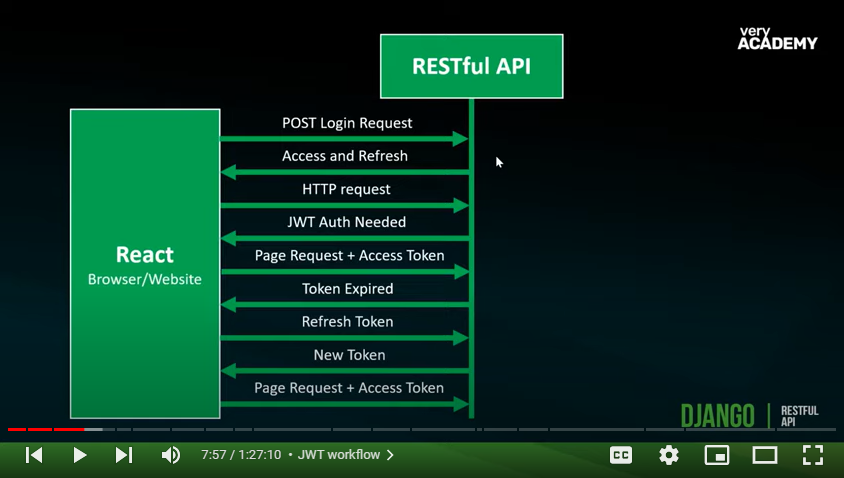 very
ACADEMY
RESTful API
POST Login Request
Access and Refresh
HTTP request
JWT Auth Needed
React
Browser/Website
Page Request + Access Token
Token Expired
Refresh Token
New Token
Page Request + Access Token
DJANGO
RESTFUL
API
7:57 / 1:27:10 • JWT workflow
CC